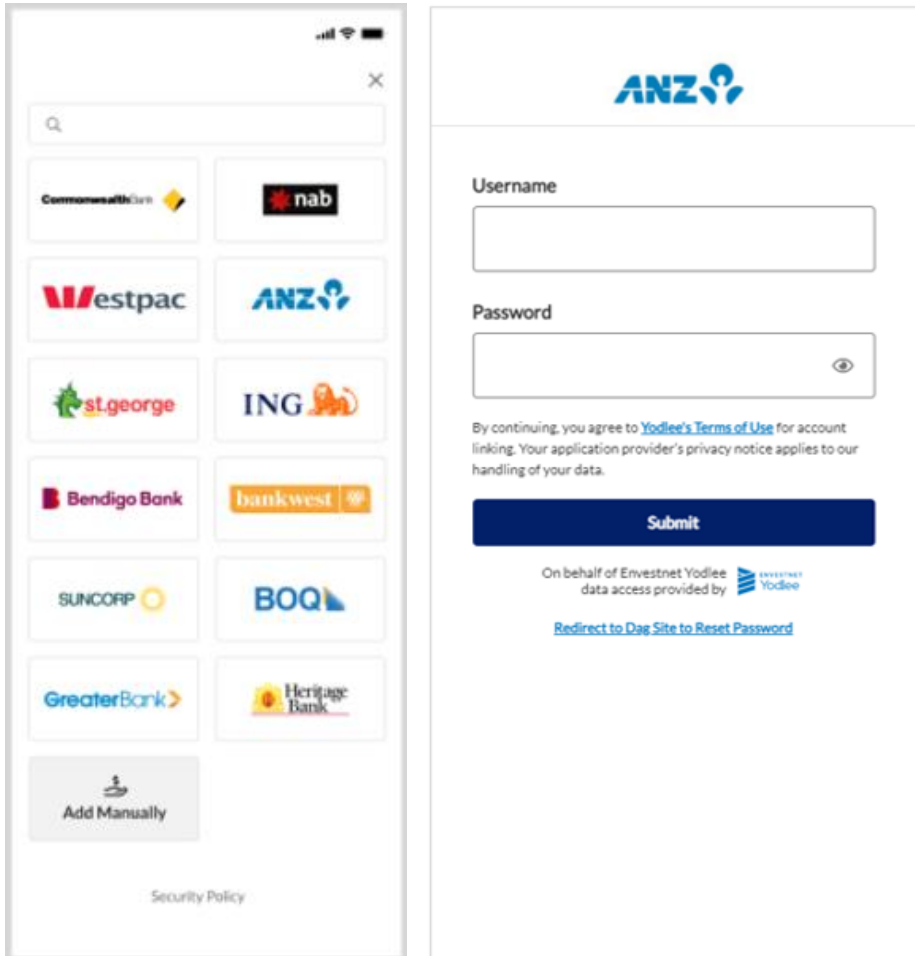 CommonwealthBank
nab
Westpac
ANZ
st.george
ING
Bendigo Bank
bankwest
SUNCORP
BOQ
GreaterBank
Heritage
Bank
Add Manually
Security Policy
ANZ
Username
Password
By continuing, you agree to Yodlee's Terms of Use for account
linking. Your application provider's privacy notice applies to our
handling of your data.
Submit
On behalf of Envestnet Yodlee
data access provided by
ENVESTNET
Yodlee
Redirect to Dag Site to Reset Password